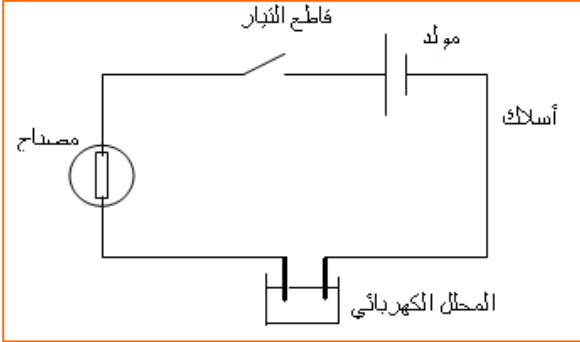 قاطع التيار
مولد
أسلاك
مصباح
المحلل الكهربائي